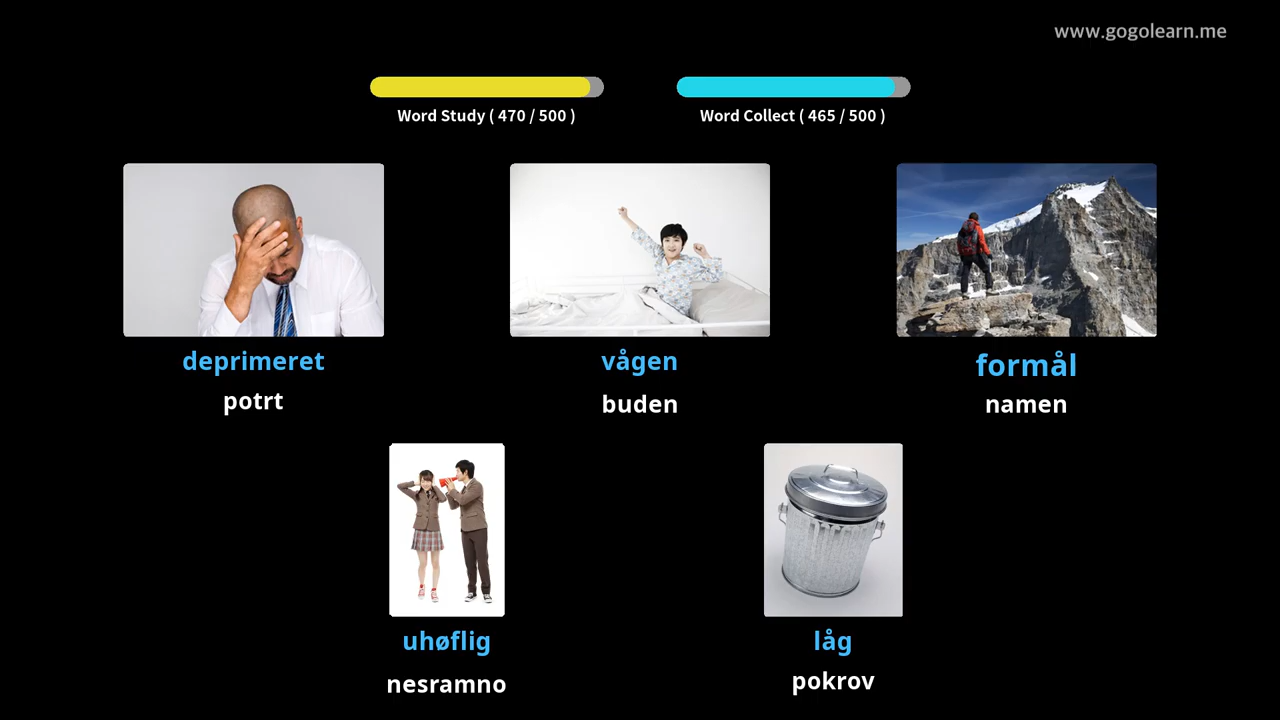 www.gogolearn.me
Word Study ( 470 / 500 )
Word Collect ( 465 / 500 )
deprimeret
potrt
vågen
buden
formål
namen
uhøflig
nesramno
låg
pokrov